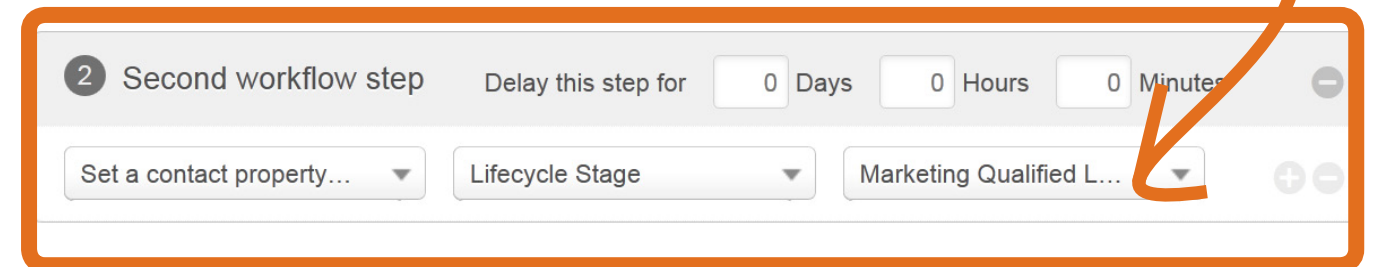 2 Second workflow step Delay this step for 0 Days 0 Hours 0 Minutes
Set a contact property... Lifecycle Stage Marketing Qualified L...